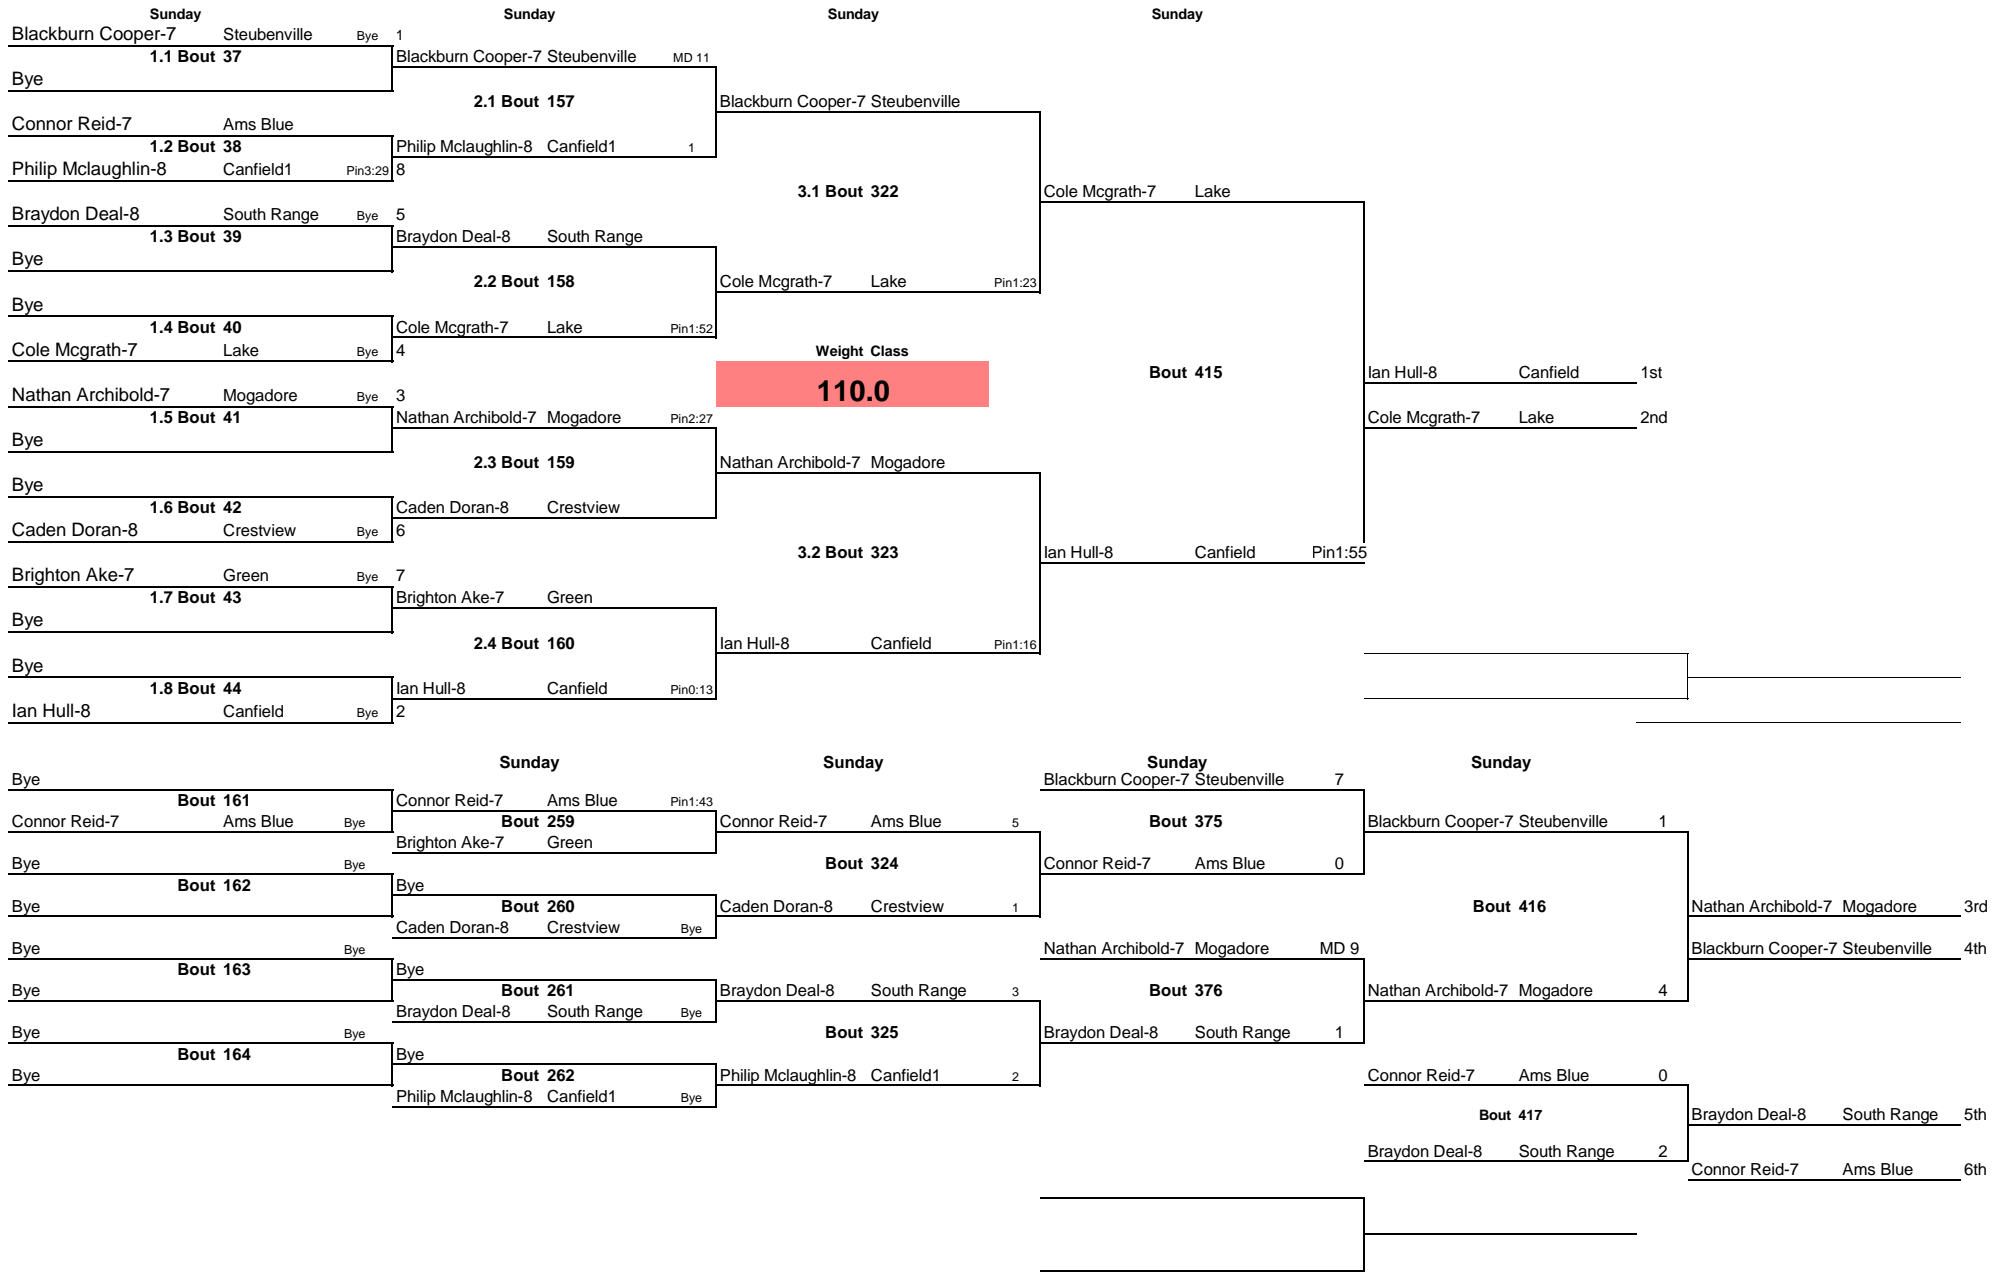 Sunday Sunday Sunday Sunday
Blackburn Cooper-7 Steubenville Bye 1
1.1 Bout 37 Blackburn Cooper-7 Steubenville MD 11
Bye
2.1 Bout 157 Blackburn Cooper-7 Steubenville
Connor Reid-7 Ams Blue
1.2 Bout 38 Philip Mclaughlin-8 Canfield1 1
Philip Mclaughlin-8 Canfield1 Pin3:29 8
3.1 Bout 322 Cole Mcgrath-7 Lake
Braydon Deal-8 South Range Bye 5
1.3 Bout 39 Braydon Deal-8 South Range
Bye
2.2 Bout 158 Cole Mcgrath-7 Lake Pin1:23
Bye
1.4 Bout 40 Cole Mcgrath-7 Lake Pin1:52
Cole Mcgrath-7 Lake Bye 4 Weight Class
Bout 415 Ian Hull-8 Canfield 1st
Nathan Archibold-7 Mogadore Bye 3 110.0
1.5 Bout 41 Nathan Archibold-7 Mogadore Pin2:27 Cole Mcgrath-7 Lake 2nd
Bye
2.3 Bout 159 Nathan Archibold-7 Mogadore
Bye
1.6 Bout 42 Caden Doran-8 Crestview
Caden Doran-8 Crestview Bye 6
3.2 Bout 323 Ian Hull-8 Canfield Pin1:55
Brighton Ake-7 Green Bye 7
1.7 Bout 43 Brighton Ake-7 Green
Bye
2.4 Bout 160 Ian Hull-8 Canfield Pin1:16
Bye
1.8 Bout 44 Ian Hull-8 Canfield Pin0:13
Ian Hull-8 Canfield Bye 2
Sunday Sunday Sunday Sunday
Bye Blackburn Cooper-7 Steubenville 7
Bout 161 Connor Reid-7 Ams Blue Pin1:43
Connor Reid-7 Ams Blue Bye Bout 259 Connor Reid-7 Ams Blue 5 Bout 375 Blackburn Cooper-7 Steubenville 1
Brighton Ake-7 Green
Bye Bye Bout 324 Connor Reid-7 Ams Blue 0
Bout 162 Bye
Bye Bout 260 Caden Doran-8 Crestview 1 Bout 416 Nathan Archibold-7 Mogadore 3rd
Caden Doran-8 Crestview Bye
Bye Bye Nathan Archibold-7 Mogadore MD 9 Blackburn Cooper-7 Steubenville 4th
Bout 163 Bye
Bye Bout 261 Braydon Deal-8 South Range 3 Bout 376 Nathan Archibold-7 Mogadore 4
Braydon Deal-8 South Range Bye
Bye Bye Bout 325 Braydon Deal-8 South Range 1
Bout 164 Bye
Bye Bout 262 Philip Mclaughlin-8 Canfield1 2 Connor Reid-7 Ams Blue 0
Philip Mclaughlin-8 Canfield1 Bye
Bout 417 Braydon Deal-8 South Range 5th
Braydon Deal-8 South Range 2
Connor Reid-7 Ams Blue 6th